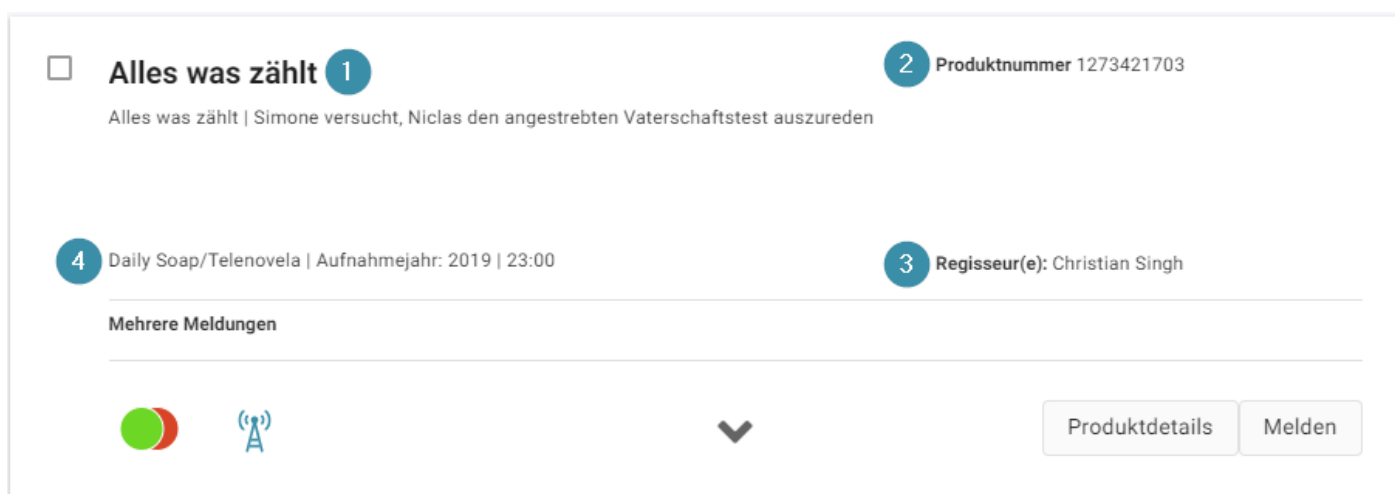 Alles was zählt 1
2 Produktnummer 1273421703
Alles was zählt | Simone versucht, Niclas den angestrebten Vaterschaftstest auszureden
4 Daily Soap/Telenovela | Aufnahmejahr: 2019 | 23:00
3 Regisseur(e): Christian Singh
Mehrere Meldungen
Produktdetails
Melden